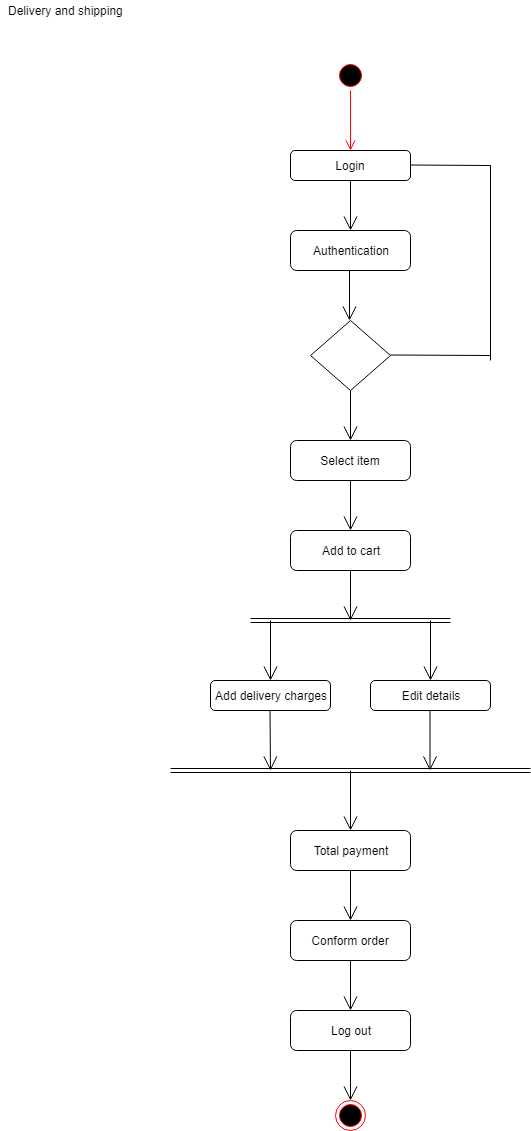 Delivery and shipping
Login
Authentication
Select item
Add to cart
Add delivery charges
Edit details
Total payment
Conform order
Log out